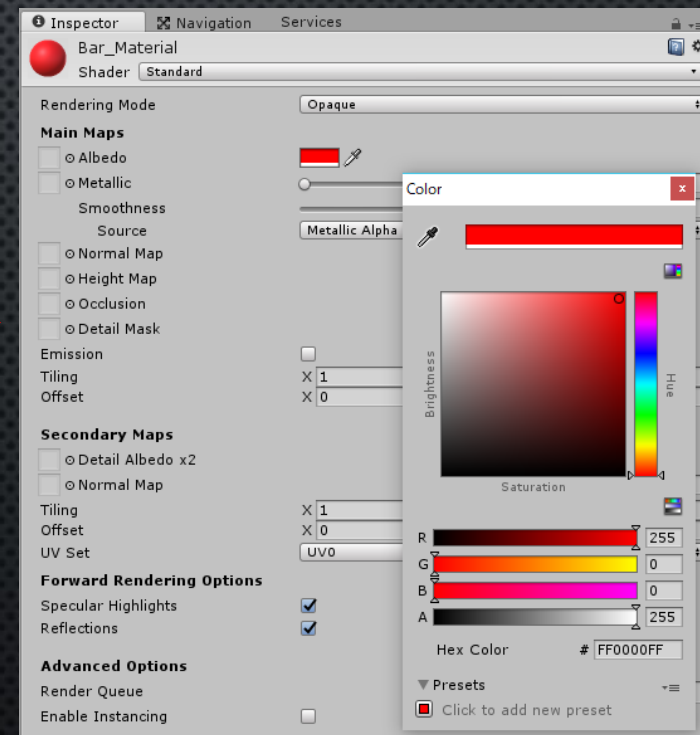 Inspector Navigation Services
Bar_Material
Shader Standard
Rendering Mode Opaque
Main Maps
Albedo
Metallic
Smoothness
Source Metallic Alpha
Normal Map
Height Map
Occlusion
Detail Mask
Emission
Tiling X 1
Offset X 0
Secondary Maps
Detail Albedo x2
Normal Map
Tiling X 1
Offset X 0
UV Set UV0
Forward Rendering Options
Specular Highlights
Reflections
Advanced Options
Render Queue
Enable Instancing
Color x
Brightness
Hue
Saturation
R 255
G 0
B 0
A 255
Hex Color # FF0000FF
Presets
Click to add new preset